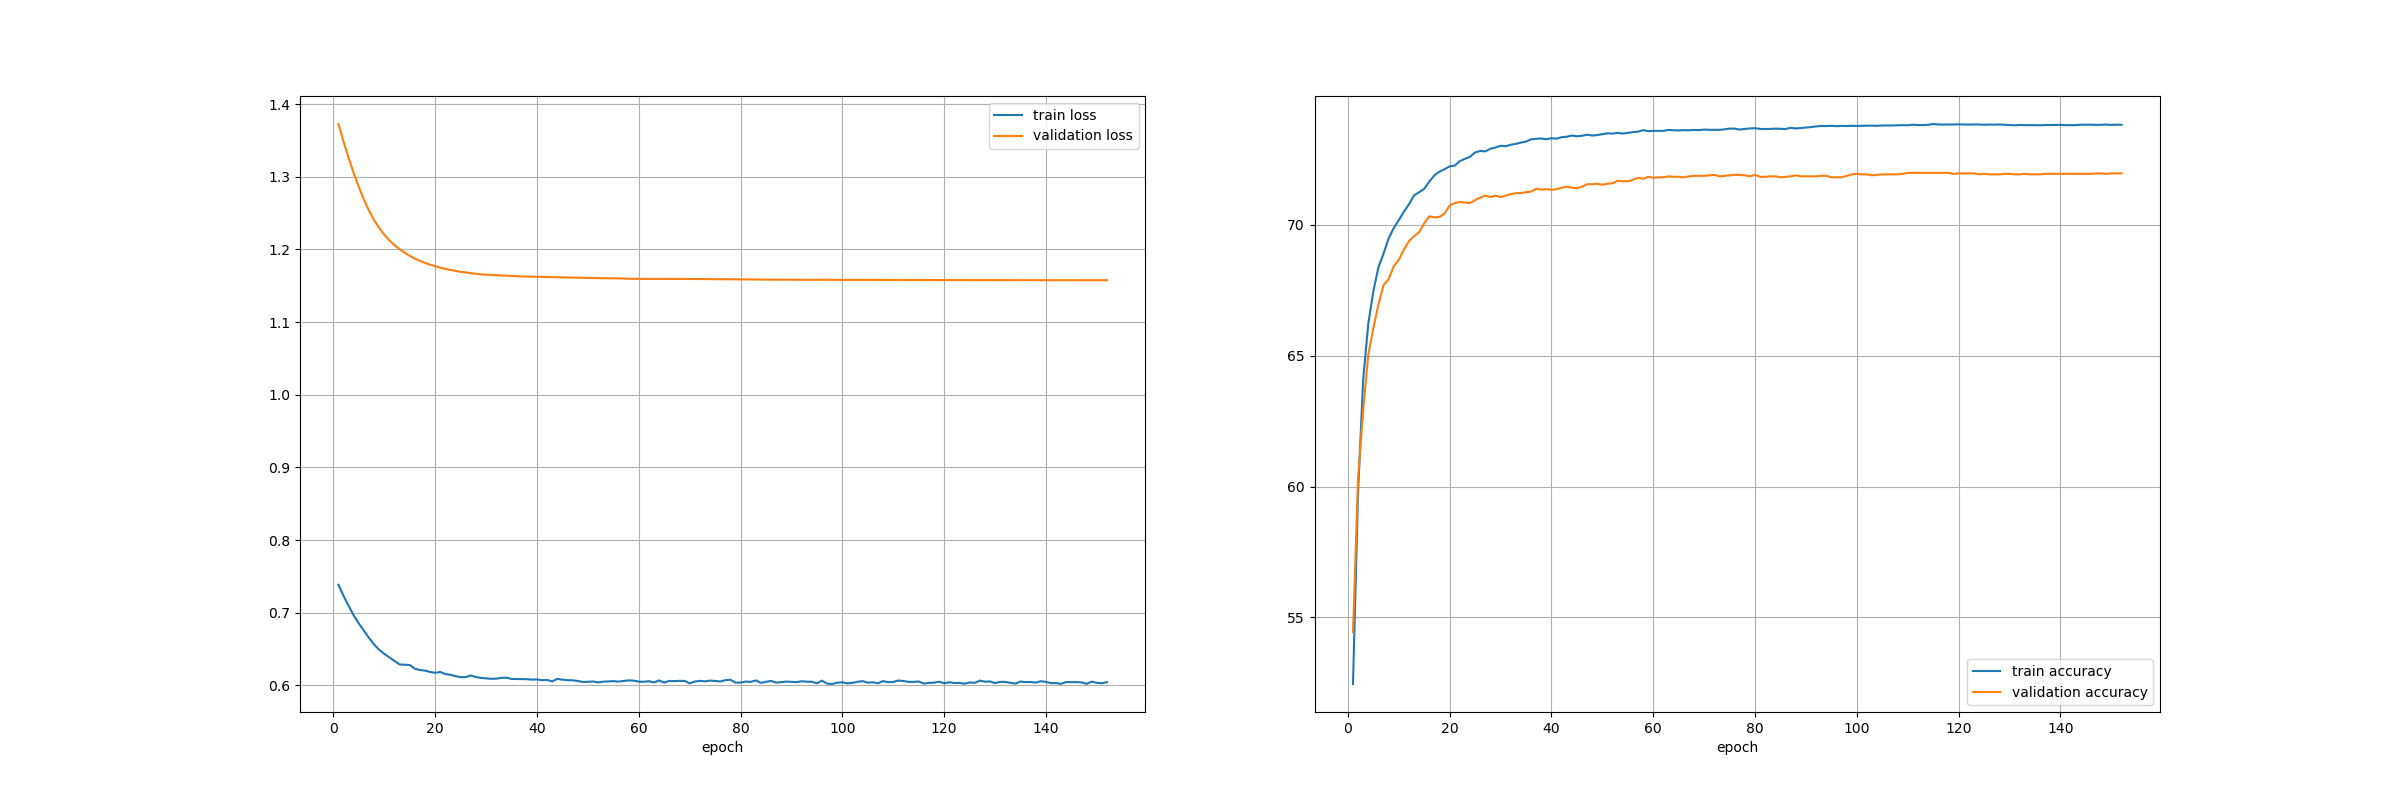 train loss
validation loss
1.4
1.3
1.2
1.1
1.0
0.9
0.8
0.7
0.6
0 20 40 60 80 100 120 140
epoch
70
65
60
55
train accuracy
validation accuracy
0 20 40 60 80 100 120 140
epoch